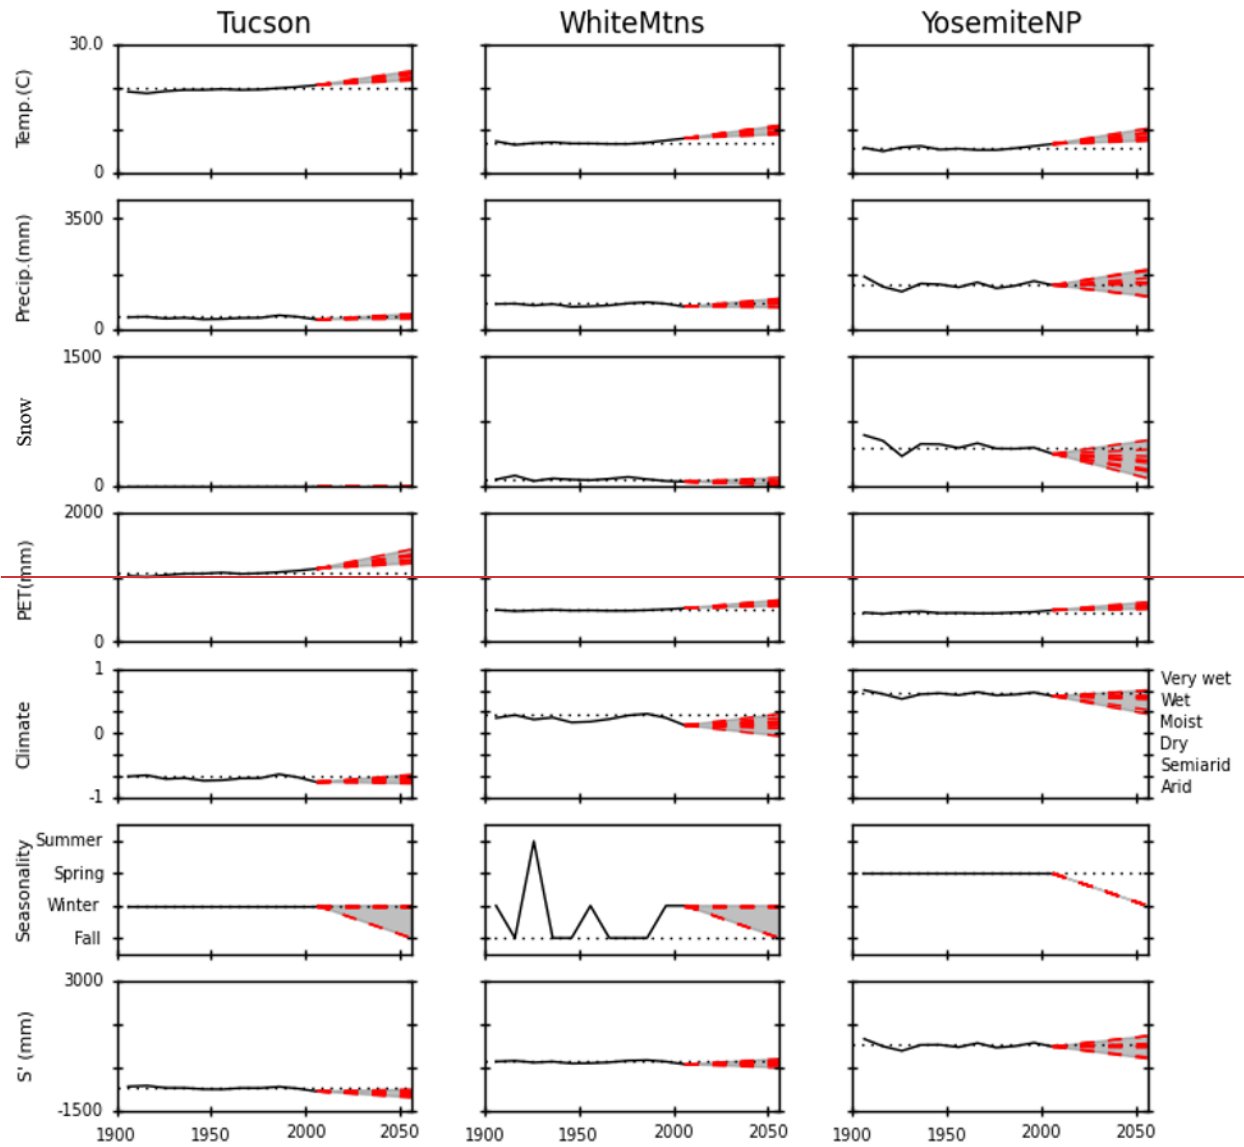 Tucson WhiteMtns YosemiteNP
30.0
Temp.(C)
0
3500
Precip.(mm)
0
1500
Snow
0
2000
PET(mm)
0
1
Climate
0
-1
Very wet
Wet
Moist
Dry
Semiarid
Arid
Seasonality
Summer
Spring
Winter
Fall
3000
S' (mm)
-1500
1900 1950 2000 2050 1900 1950 2000 2050 1900 1950 2000 2050